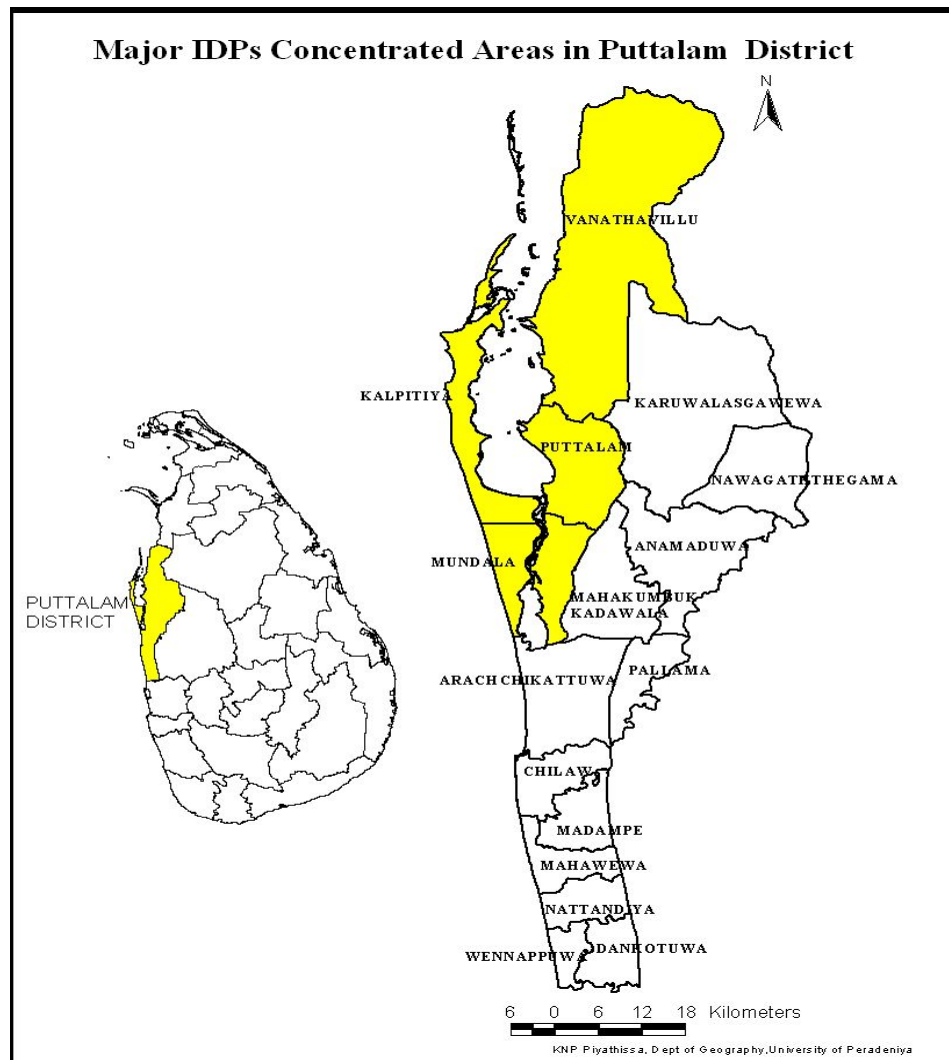 Major IDPs Concentrated Areas in Puttalam District
N
VANATHAVILLU
KALPITIYA
KARUWALASGAWEWA
PUTTALAM
NAWAGATHTHEGAMA
ANAMADUWA
MUNDALA
MAHAKUMBUK
KADAWALA
PUTTALAM
DISTRICT
PALLAMA
ARACHCHIKATTUWA
CHILAW
MADAMPE
MAHAWEWA
NATTANDIYA
WENNAPPUWA
DANKOTUWA
6 0 6 12 18 Kilometers
KNP Piyathissa, Dept of Geography,University of Peradeniya